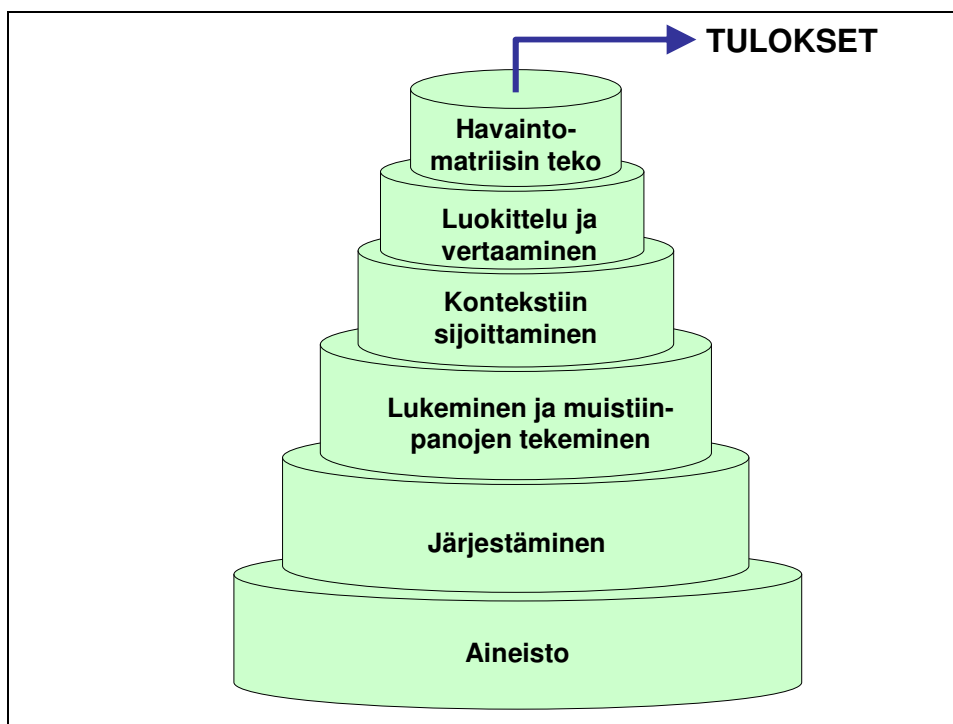 TULOKSET
Havainto-
matriisin teko
Luokittelu ja
vertaaminen
Kontekstiin
sijoittaminen
Lukeminen ja muistiin-
panojen tekeminen
Järjestäminen
Aineisto